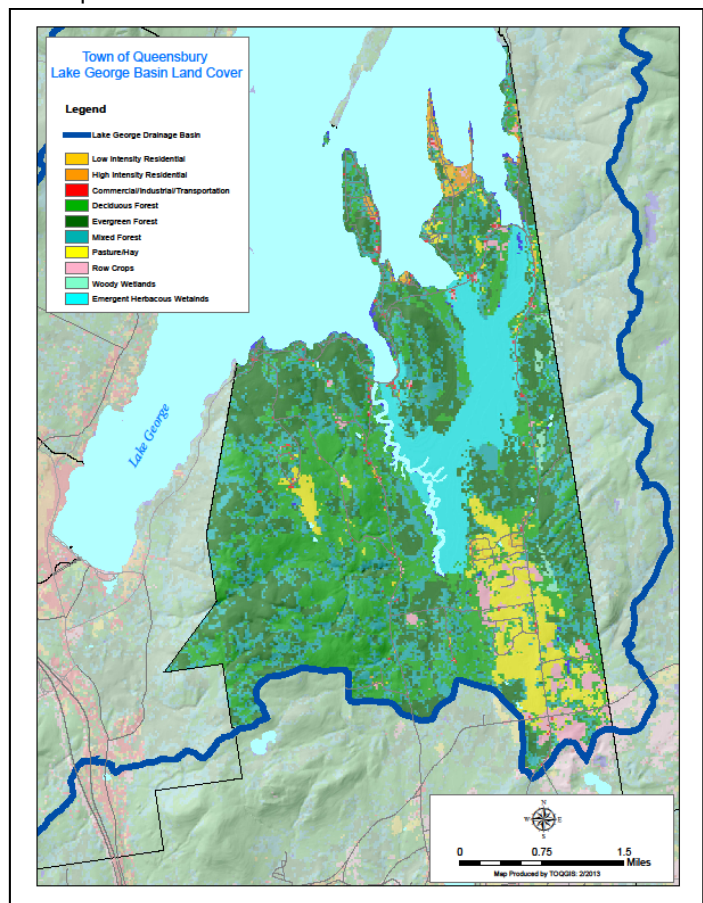 Town of Queensbury
Lake George Basin Land Cover
Legend
Lake George Drainage Basin
Low Intensity Residential
High Intensity Residential
Commercial/Industrial/Transportation
Deciduous Forest
Evergreen Forest
Mixed Forest
Pasture/Hay
Row Crops
Woody Wetlands
Emergent Herbacous Wetalnds
Lake George
N
W E
S
0 0.75 1.5
Miles
Map Produced by TOQGIS: 2/2013